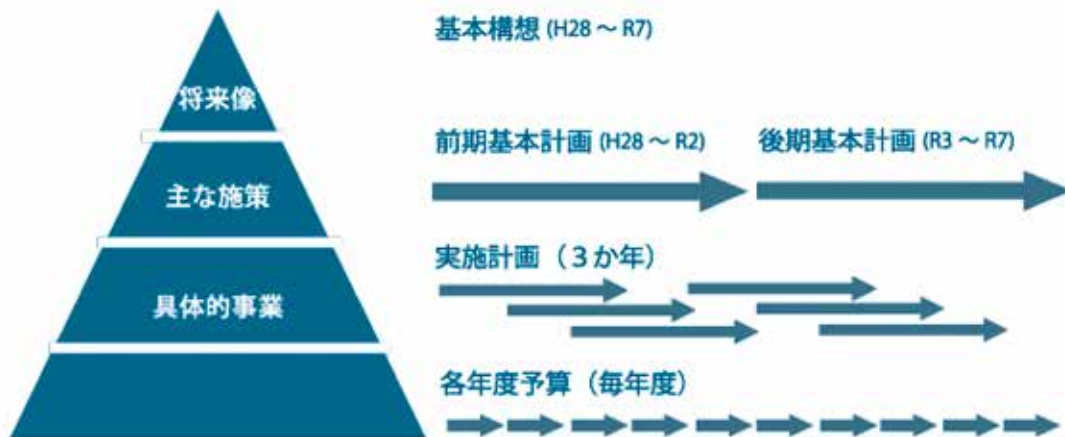 基本構想 (H28 ～ R7)
将来像
前期基本計画 (H28 ～ R2) 後期基本計画 (R3 ～ R7)
主な施策
実施計画（３か年）
具体的事業
各年度予算（毎年度）